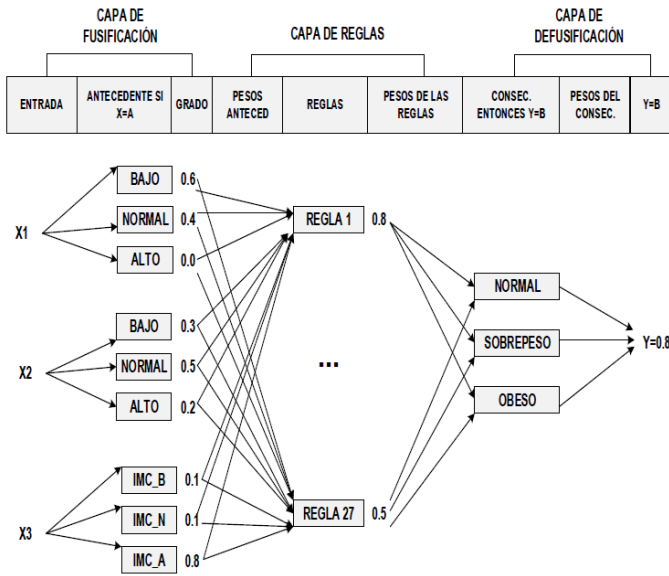 CAPA DE
FUSIFICACIÓN
CAPA DE REGLAS
CAPA DE
DEFUSIFICACIÓN
ENTRADA
ANTECEDENTE SI
X=A
GRADO
PESOS
ANTECED
REGLAS
PESOS DE LAS
REGLAS
CONSEC.
ENTONCES Y=B
PESOS DEL
CONSEC.
Y=B
X1
BAJO 0.6
NORMAL 0.4
ALTO 0.0
X2
BAJO 0.3
NORMAL 0.5
ALTO 0.2
X3
IMC_B 0.1
IMC_N 0.1
IMC_A 0.8
REGLA 1 0.8
...
REGLA 27 0.5
NORMAL
SOBREPESO
OBESO
Y=0.8